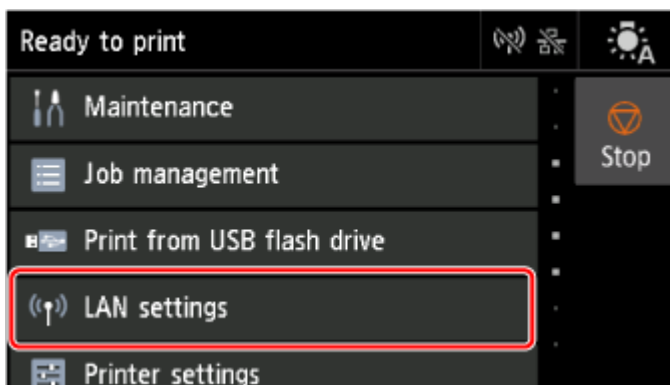 Ready to print
A
Maintenance
Stop
Job management
Print from USB flash drive
LAN settings
Printer settings